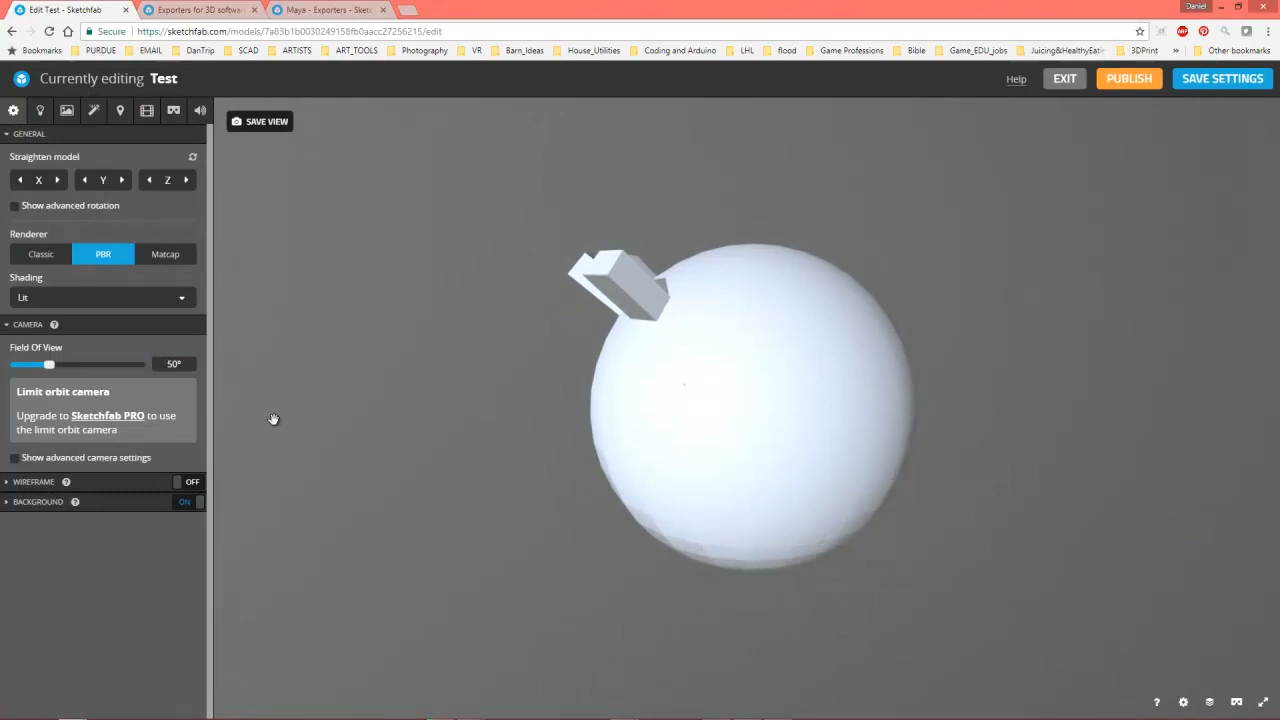 Daniel
Edit Test - Sketchfab
Exporters for 3D softwar
Maya - Exporters - Sketc
Secure
https://sketchfab.com/models/7a83b1b0030249158fb0aacc27256215/edit
Bookmarks PURDUE EMAIL DanTrip SCAD ARTISTS ART_TOOLS Photography VR Barn_Ideas House_Utilities Coding and Arduino LHL flood Game Professions Bible Game_EDU_jobs Juicing&HealthyEati 3DPrint » Other bookmarks
Currently editing Test
Help EXIT PUBLISH SAVE SETTINGS
SAVE VIEW
GENERAL
Straighten model
X Y Z
Show advanced rotation
Renderer
Classic PBR Matcap
Shading
Lit
CAMERA ?
Field Of View
50°
Limit orbit camera
Upgrade to Sketchfab PRO to use
the limit orbit camera
Show advanced camera settings
WIREFRAME ? OFF
BACKGROUND ? ON
?